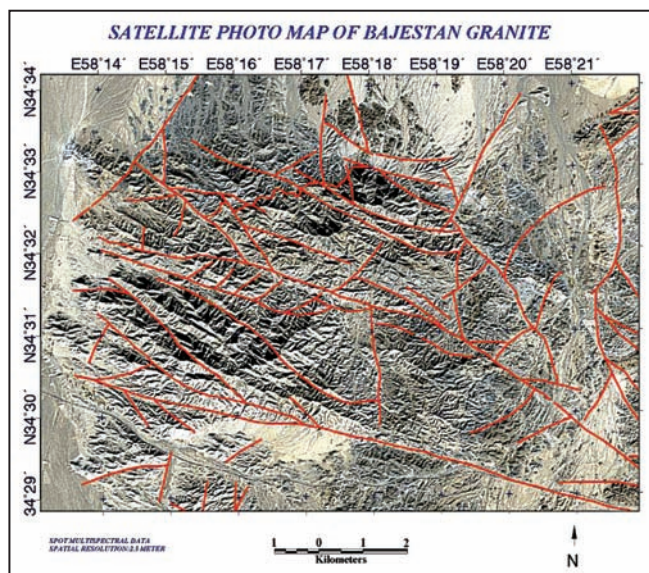 SATELLITE PHOTO MAP OF BAJESTAN GRANITE
E58°14´ E58°15´ E58°16´ E58°17´ E58°18´ E58°19´ E58°20´ E58°21´
N34°34´
N34°33´
N34°32´
N34°31´
N34°30´
34°29´
SPOT MULTISPECTRAL DATA
SPATIAL RESOLUTION:2.5 METER
1 0 1 2
Kilometers
N